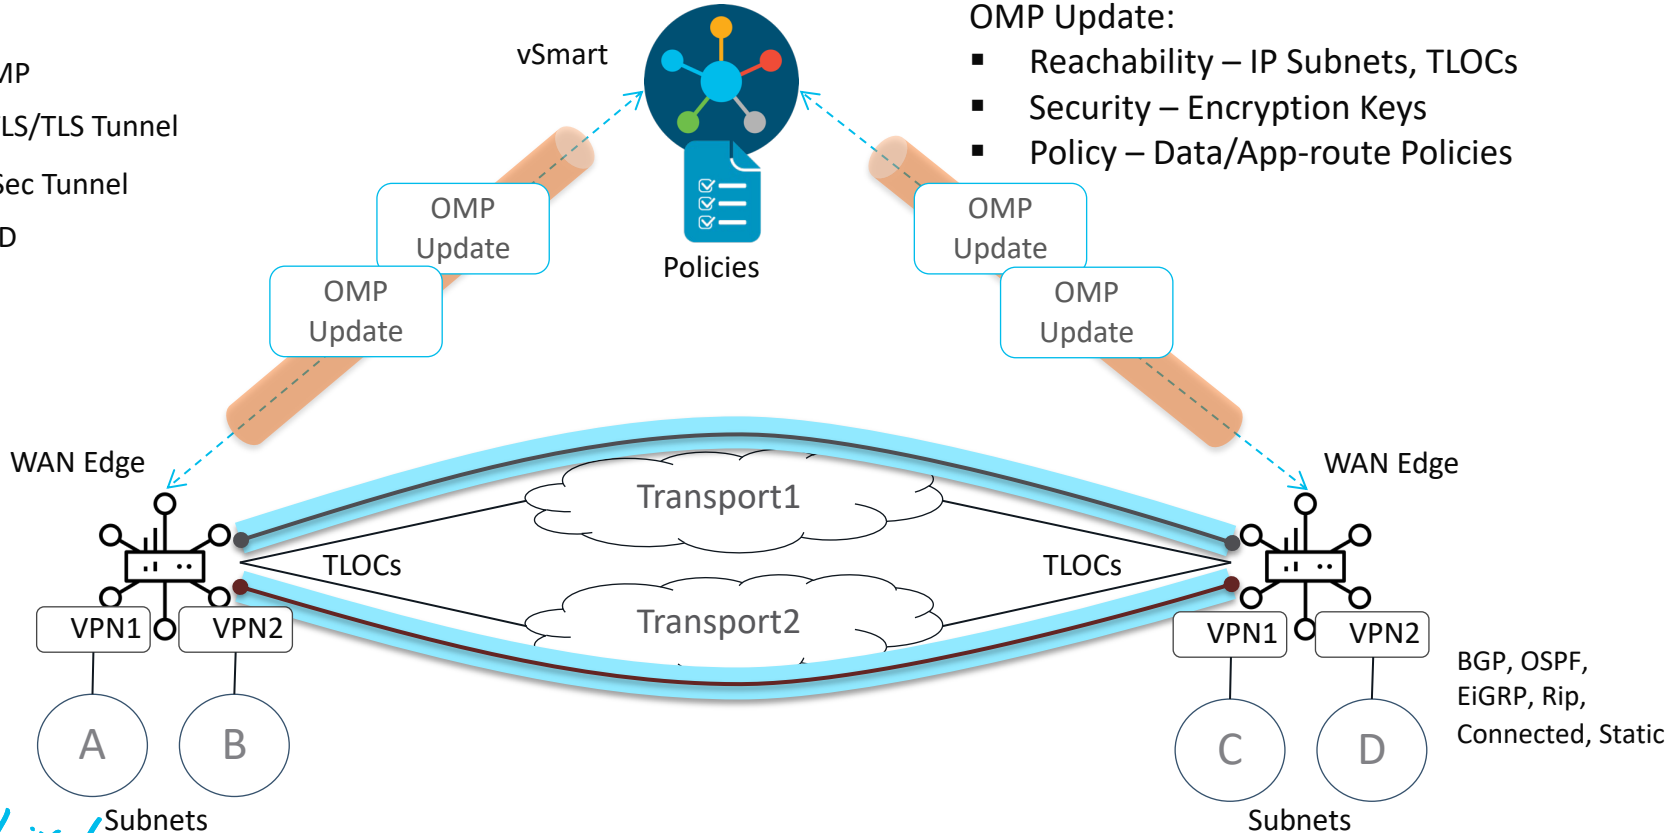 OMP Update:
▪ Reachability – IP Subnets, TLOCs
▪ Security – Encryption Keys
▪ Policy – Data/App-route Policies
vSmart
MP
LS/TLS Tunnel
Sec Tunnel
D
OMP
Update
OMP
Update
OMP
Update
OMP
Update
Policies
WAN Edge
WAN Edge
Transport1
TLOCs
TLOCs
Transport2
VPN1
VPN2
VPN1
VPN2
BGP, OSPF,
EiGRP, Rip,
Connected, Static
A
B
C
D
Subnets
Subnets